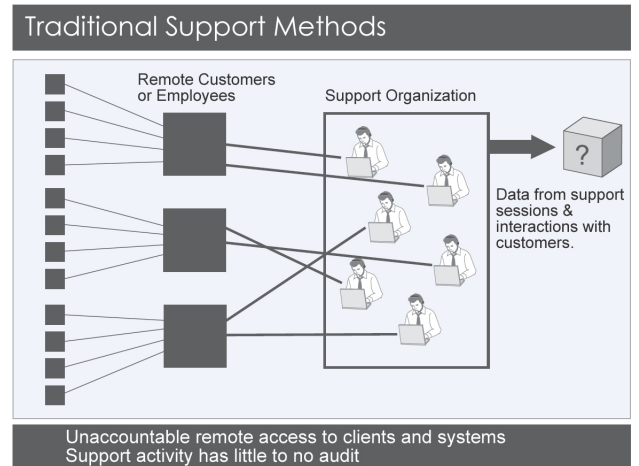 Traditional Support Methods
Remote Customers
or Employees
Support Organization
?
Data from support
sessions &
interactions with
customers.
Unaccountable remote access to clients and systems
Support activity has little to no audit